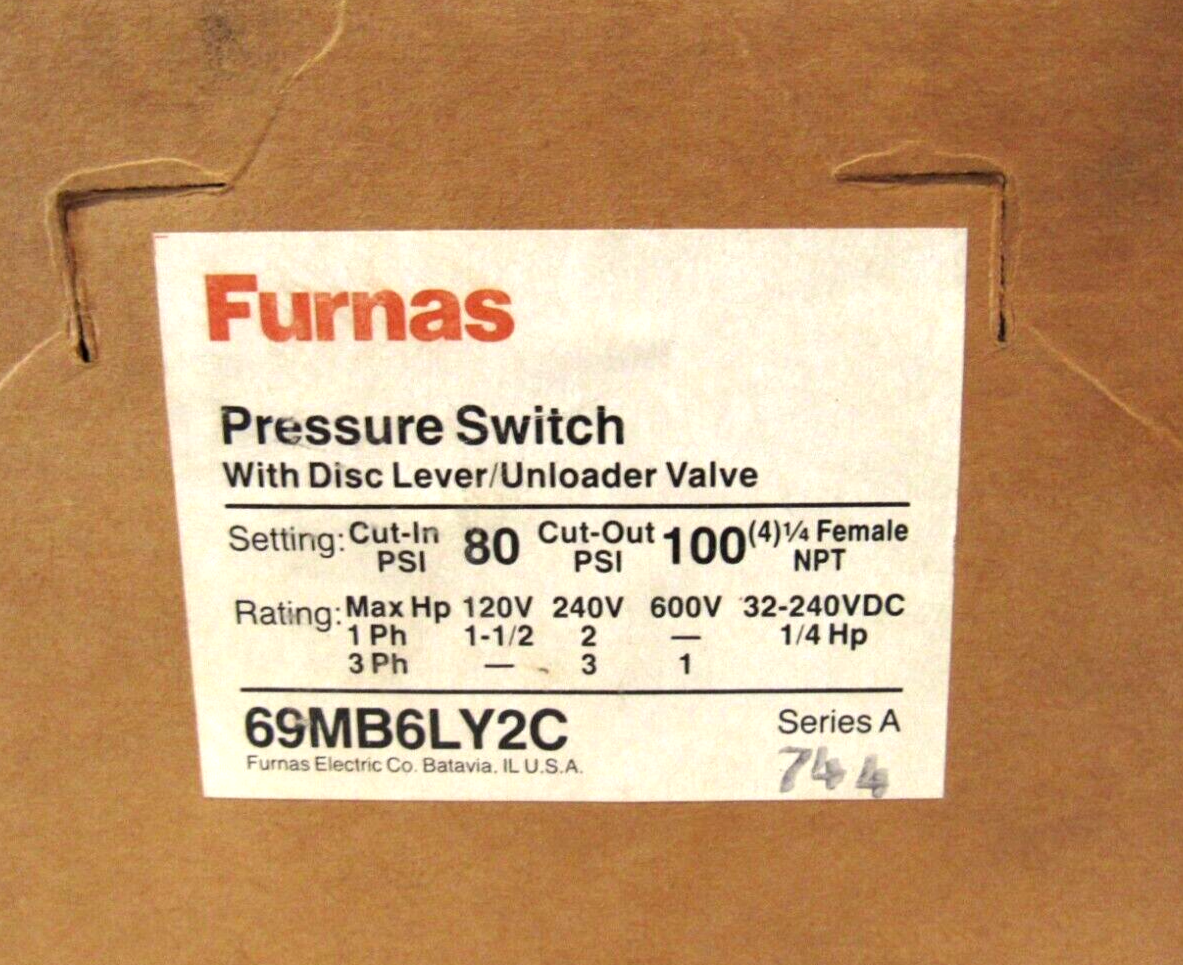 Furnas
Pressure Switch
With Disc Lever/Unloader Valve
Setting: Cut-In PSI 80 Cut-Out PSI 100 (4) 1/4 Female NPT
Rating: Max Hp 120V 240V 600V 32-240VDC
1 Ph 1-1/2 2 — 1/4 Hp
3 Ph — 3 1
69MB6LY2C Series A
Furnas Electric Co. Batavia, IL U.S.A.
744